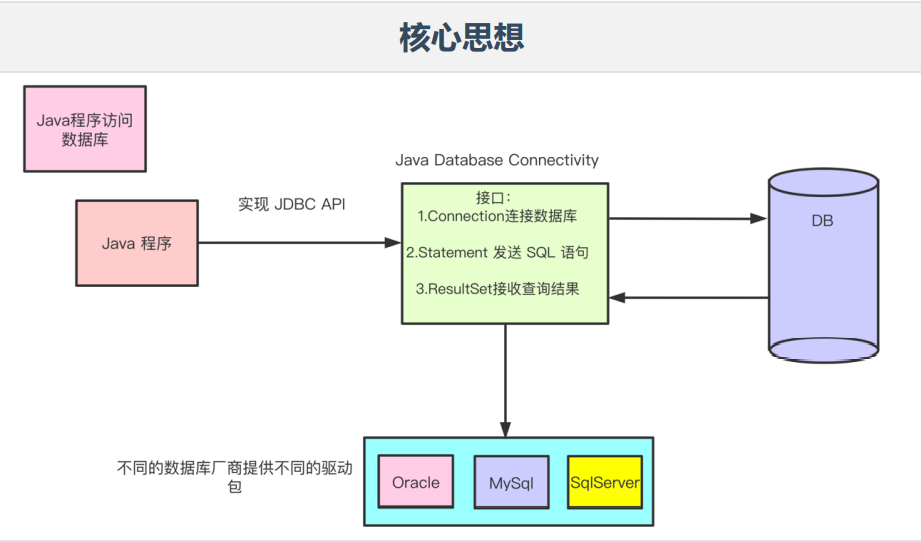 核心思想
Java程序访问
数据库
Java Database Connectivity
实现 JDBC API
Java 程序
接口：
1.Connection连接数据库
2.Statement 发送 SQL 语句
3.ResultSet接收查询结果
DB
不同的数据库厂商提供不同的驱动
包
Oracle
MySql
SqlServer